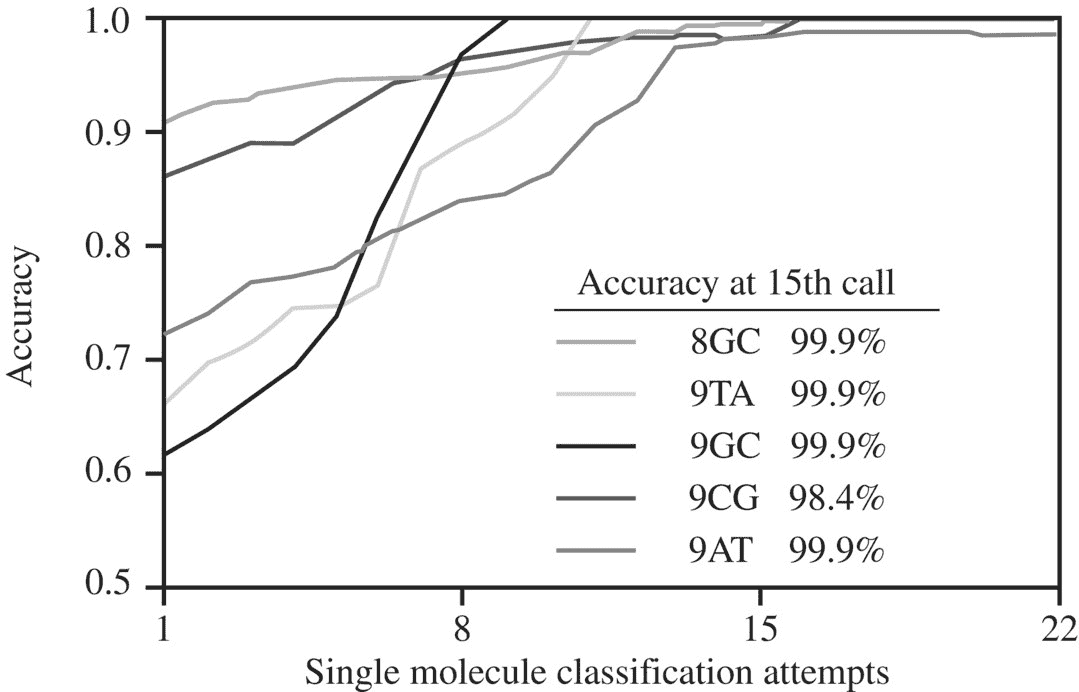 1.0
0.9
0.8
0.7
0.6
0.5
Accuracy
Accuracy at 15th call
8GC 99.9%
9TA 99.9%
9GC 99.9%
9CG 98.4%
9AT 99.9%
1 8 15 22
Single molecule classification attempts